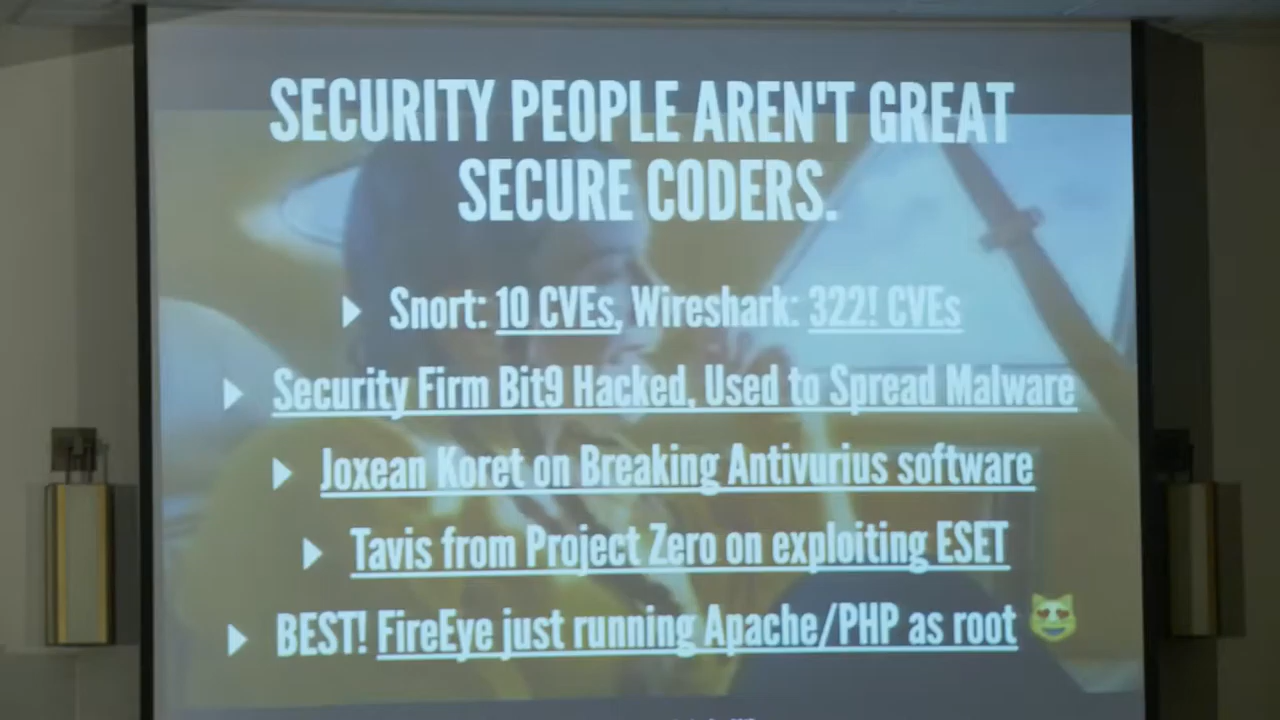 SECURITY PEOPLE AREN'T GREAT
SECURE CODERS.
Snort: 10 CVEs, Wireshark: 322! CVEs
Security Firm Bit9 Hacked, Used to Spread Malware
Joxean Koret on Breaking Antivurius software
Tavis from Project Zero on exploiting ESET
BEST! FireEye just running Apache/PHP as root